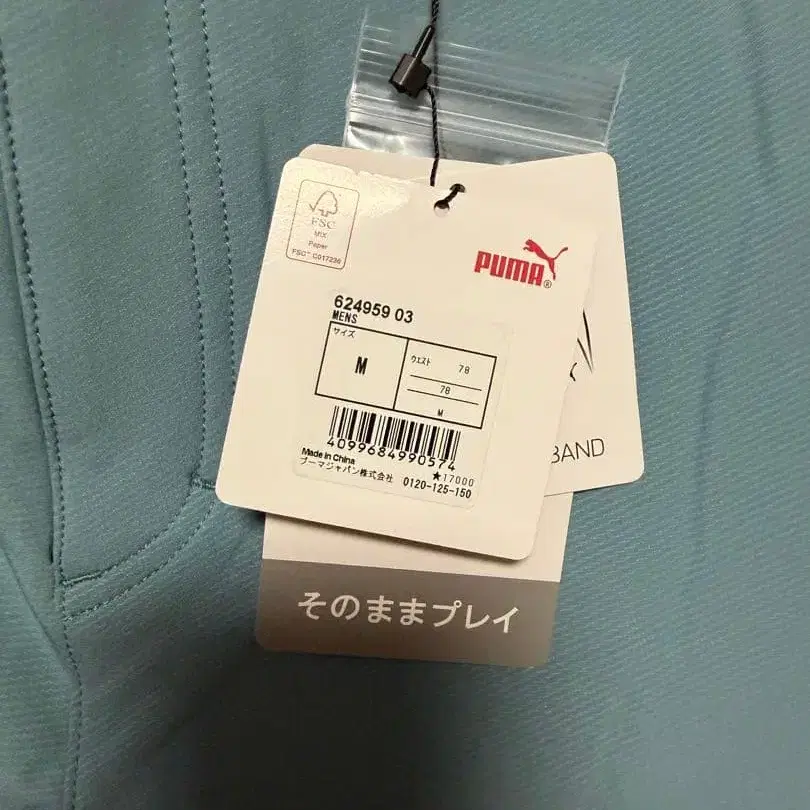 FSC
MIX
Paper
FSC™ C017236
PUMA®
624959 03
MENS
サイズ
M
ウエスト 78
78
M
4099684990574
Made in China
★17000
プーマジャパン株式会社 0120-125-150
Y
BAND
そのままプレイ